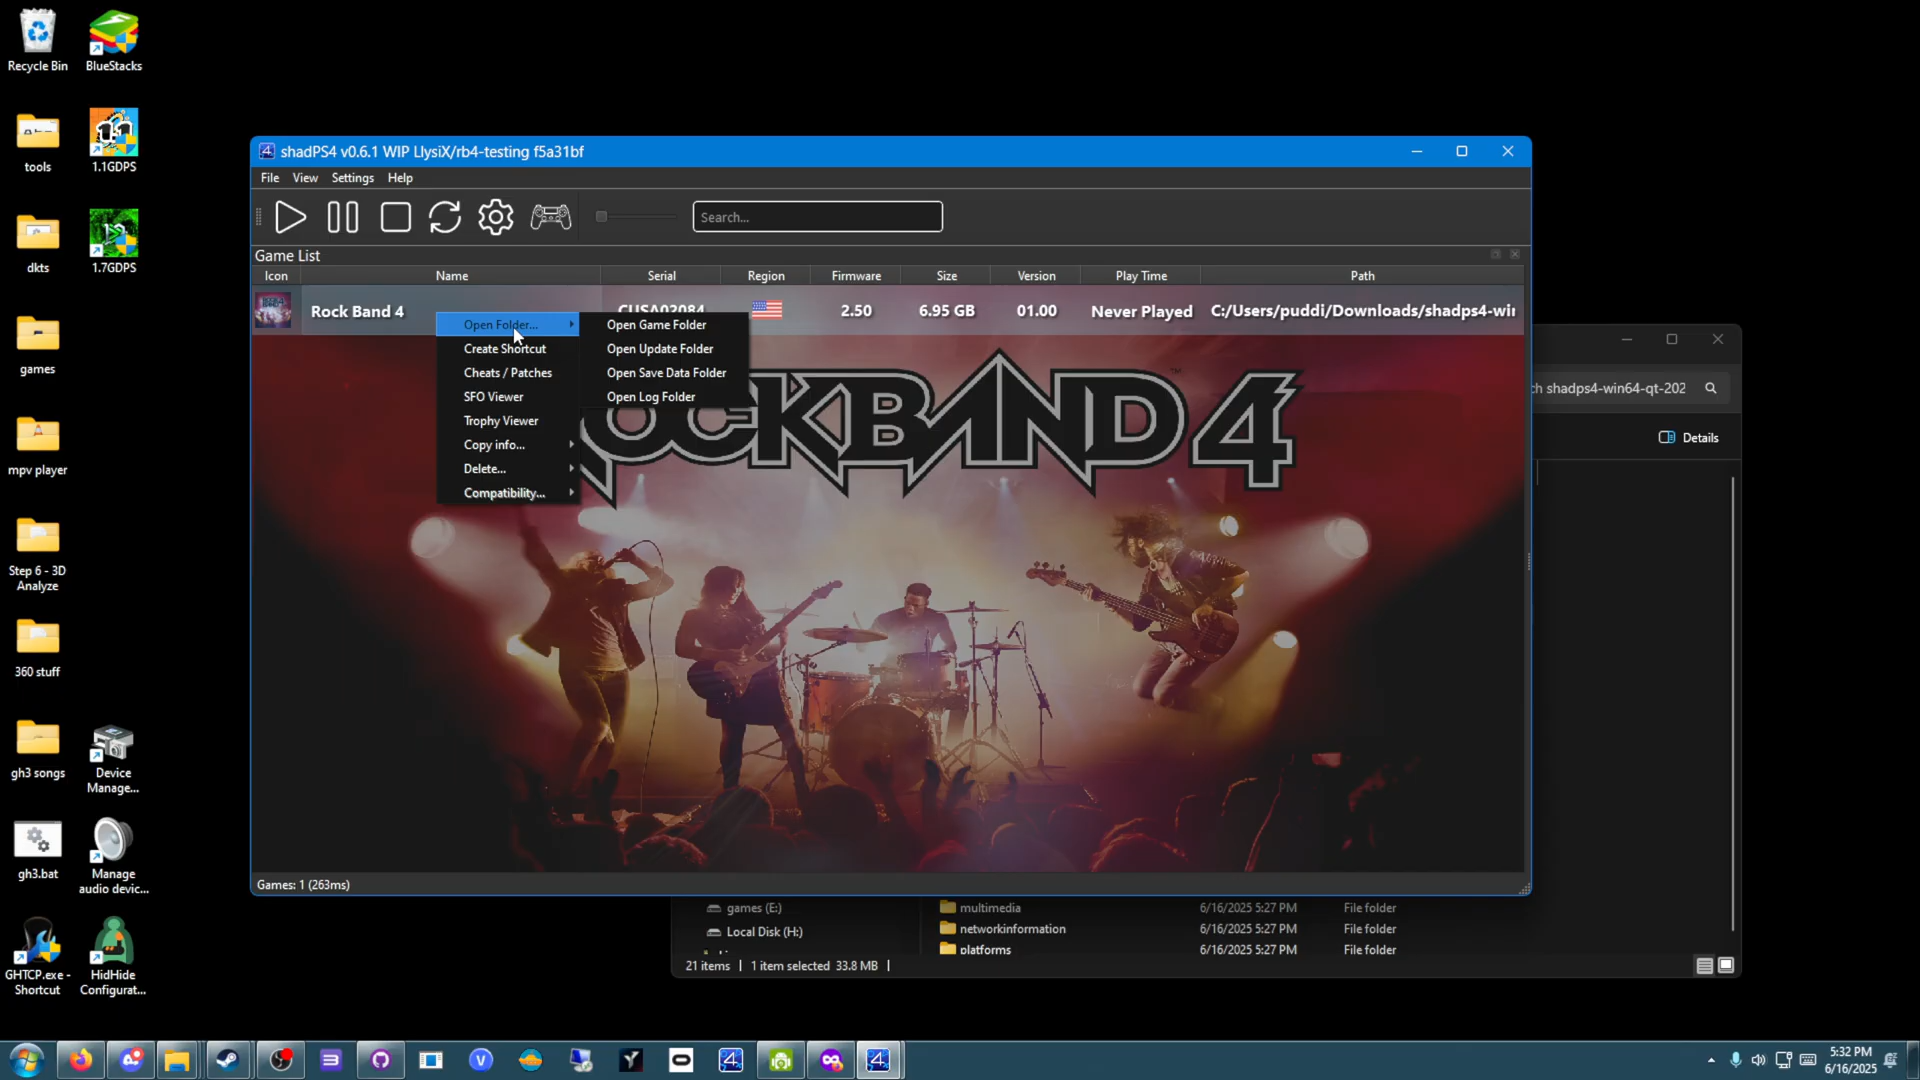 Recycle Bin
BlueStacks
tools
1.1GDPS
dkts
1.7GDPS
games
mpv player
Step 6 - 3D
Analyze
360 stuff
gh3 songs
Device
Manage...
gh3.bat
Manage
audio devic...
GHTCP.exe -
Shortcut
HidHide
Configurat...
shadPS4 v0.6.1 WIP LlysiX/rb4-testing f5a31bf
File View Settings Help
Search...
Game List
Icon Name Serial Region Firmware Size Version Play Time Path
Rock Band 4 CUSA02084 2.50 6.95 GB 01.00 Never Played C:/Users/puddi/Downloads/shadps4-wi
Open Folder...
Create Shortcut
Cheats / Patches
SFO Viewer
Trophy Viewer
Copy info...
Delete...
Compatibility...
Open Game Folder
Open Update Folder
Open Save Data Folder
Open Log Folder
ROCKBAND 4
TM
Games: 1 (263ms)
ch shadps4-win64-qt-202
Details
games (E:)
Local Disk (H:)
multimedia 6/16/2025 5:27 PM File folder
networkinformation 6/16/2025 5:27 PM File folder
platforms 6/16/2025 5:27 PM File folder
21 items 1 item selected 33.8 MB
5:32 PM
6/16/2025